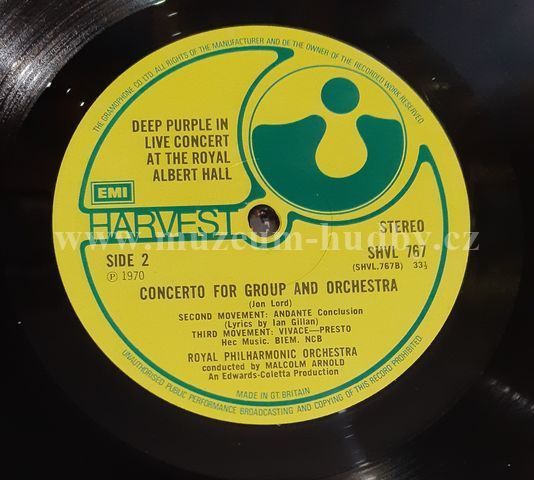 THE GRAMOPHONE CO. LTD. ALL RIGHTS OF THE MANUFACTURER AND OF THE OWNER OF THE RECORDED WORK RESERVED.
DEEP PURPLE IN
LIVE CONCERT
AT THE ROYAL
ALBERT HALL
EMI
HARVEST
STEREO
SHVL 767
(SHVL.767B) 33⅓
SIDE 2
℗ 1970
www.muzeum-hudby.cz
CONCERTO FOR GROUP AND ORCHESTRA
(Jon Lord)
SECOND MOVEMENT: ANDANTE Conclusion
(Lyrics by Ian Gillan)
THIRD MOVEMENT: VIVACE—PRESTO
Hec Music. BIEM, NCB
ROYAL PHILHARMONIC ORCHESTRA
conducted by MALCOLM ARNOLD
An Edwards-Coletta Production
UNAUTHORISED PUBLIC PERFORMANCE BROADCASTING AND COPYING OF THIS RECORD PROHIBITED.
MADE IN GT. BRITAIN